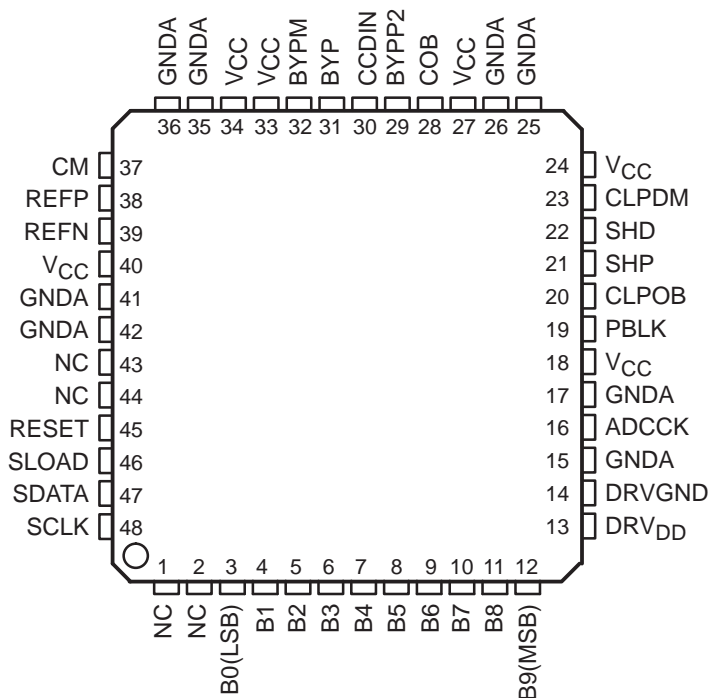 GNDA GNDA VCC VCC BYPM BYP CCDIN BYPP2 COB VCC GNDA GNDA
36 35 34 33 32 31 30 29 28 27 26 25
CM 37 24 VCC
REFP 38 23 CLPDM
REFN 39 22 SHD
VCC 40 21 SHP
GNDA 41 20 CLPOB
GNDA 42 19 PBLK
NC 43 18 VCC
NC 44 17 GNDA
RESET 45 16 ADCCK
SLOAD 46 15 GNDA
SDATA 47 14 DRVGND
SCLK 48 13 DRVDD
1 2 3 4 5 6 7 8 9 10 11 12
NC NC B0(LSB) B1 B2 B3 B4 B5 B6 B7 B8 B9(MSB)